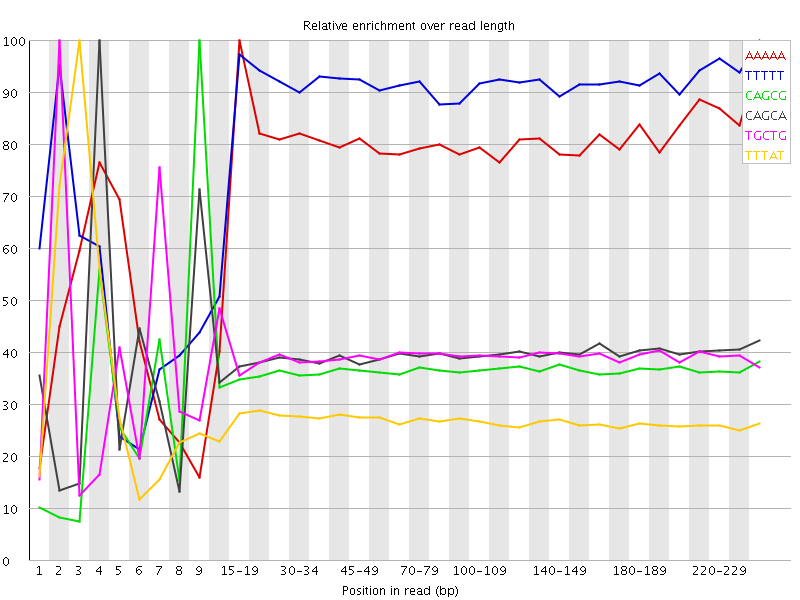 Relative enrichment over read length
100
90
80
70
60
50
40
30
20
10
0
AAAAA
TTTTT
CAGCG
CAGCA
TGCTG
TTTAT
1 2 3 4 5 6 7 8 9 15-19 30-34 45-49 70-79 100-109 140-149 180-189 220-229
Position in read (bp)